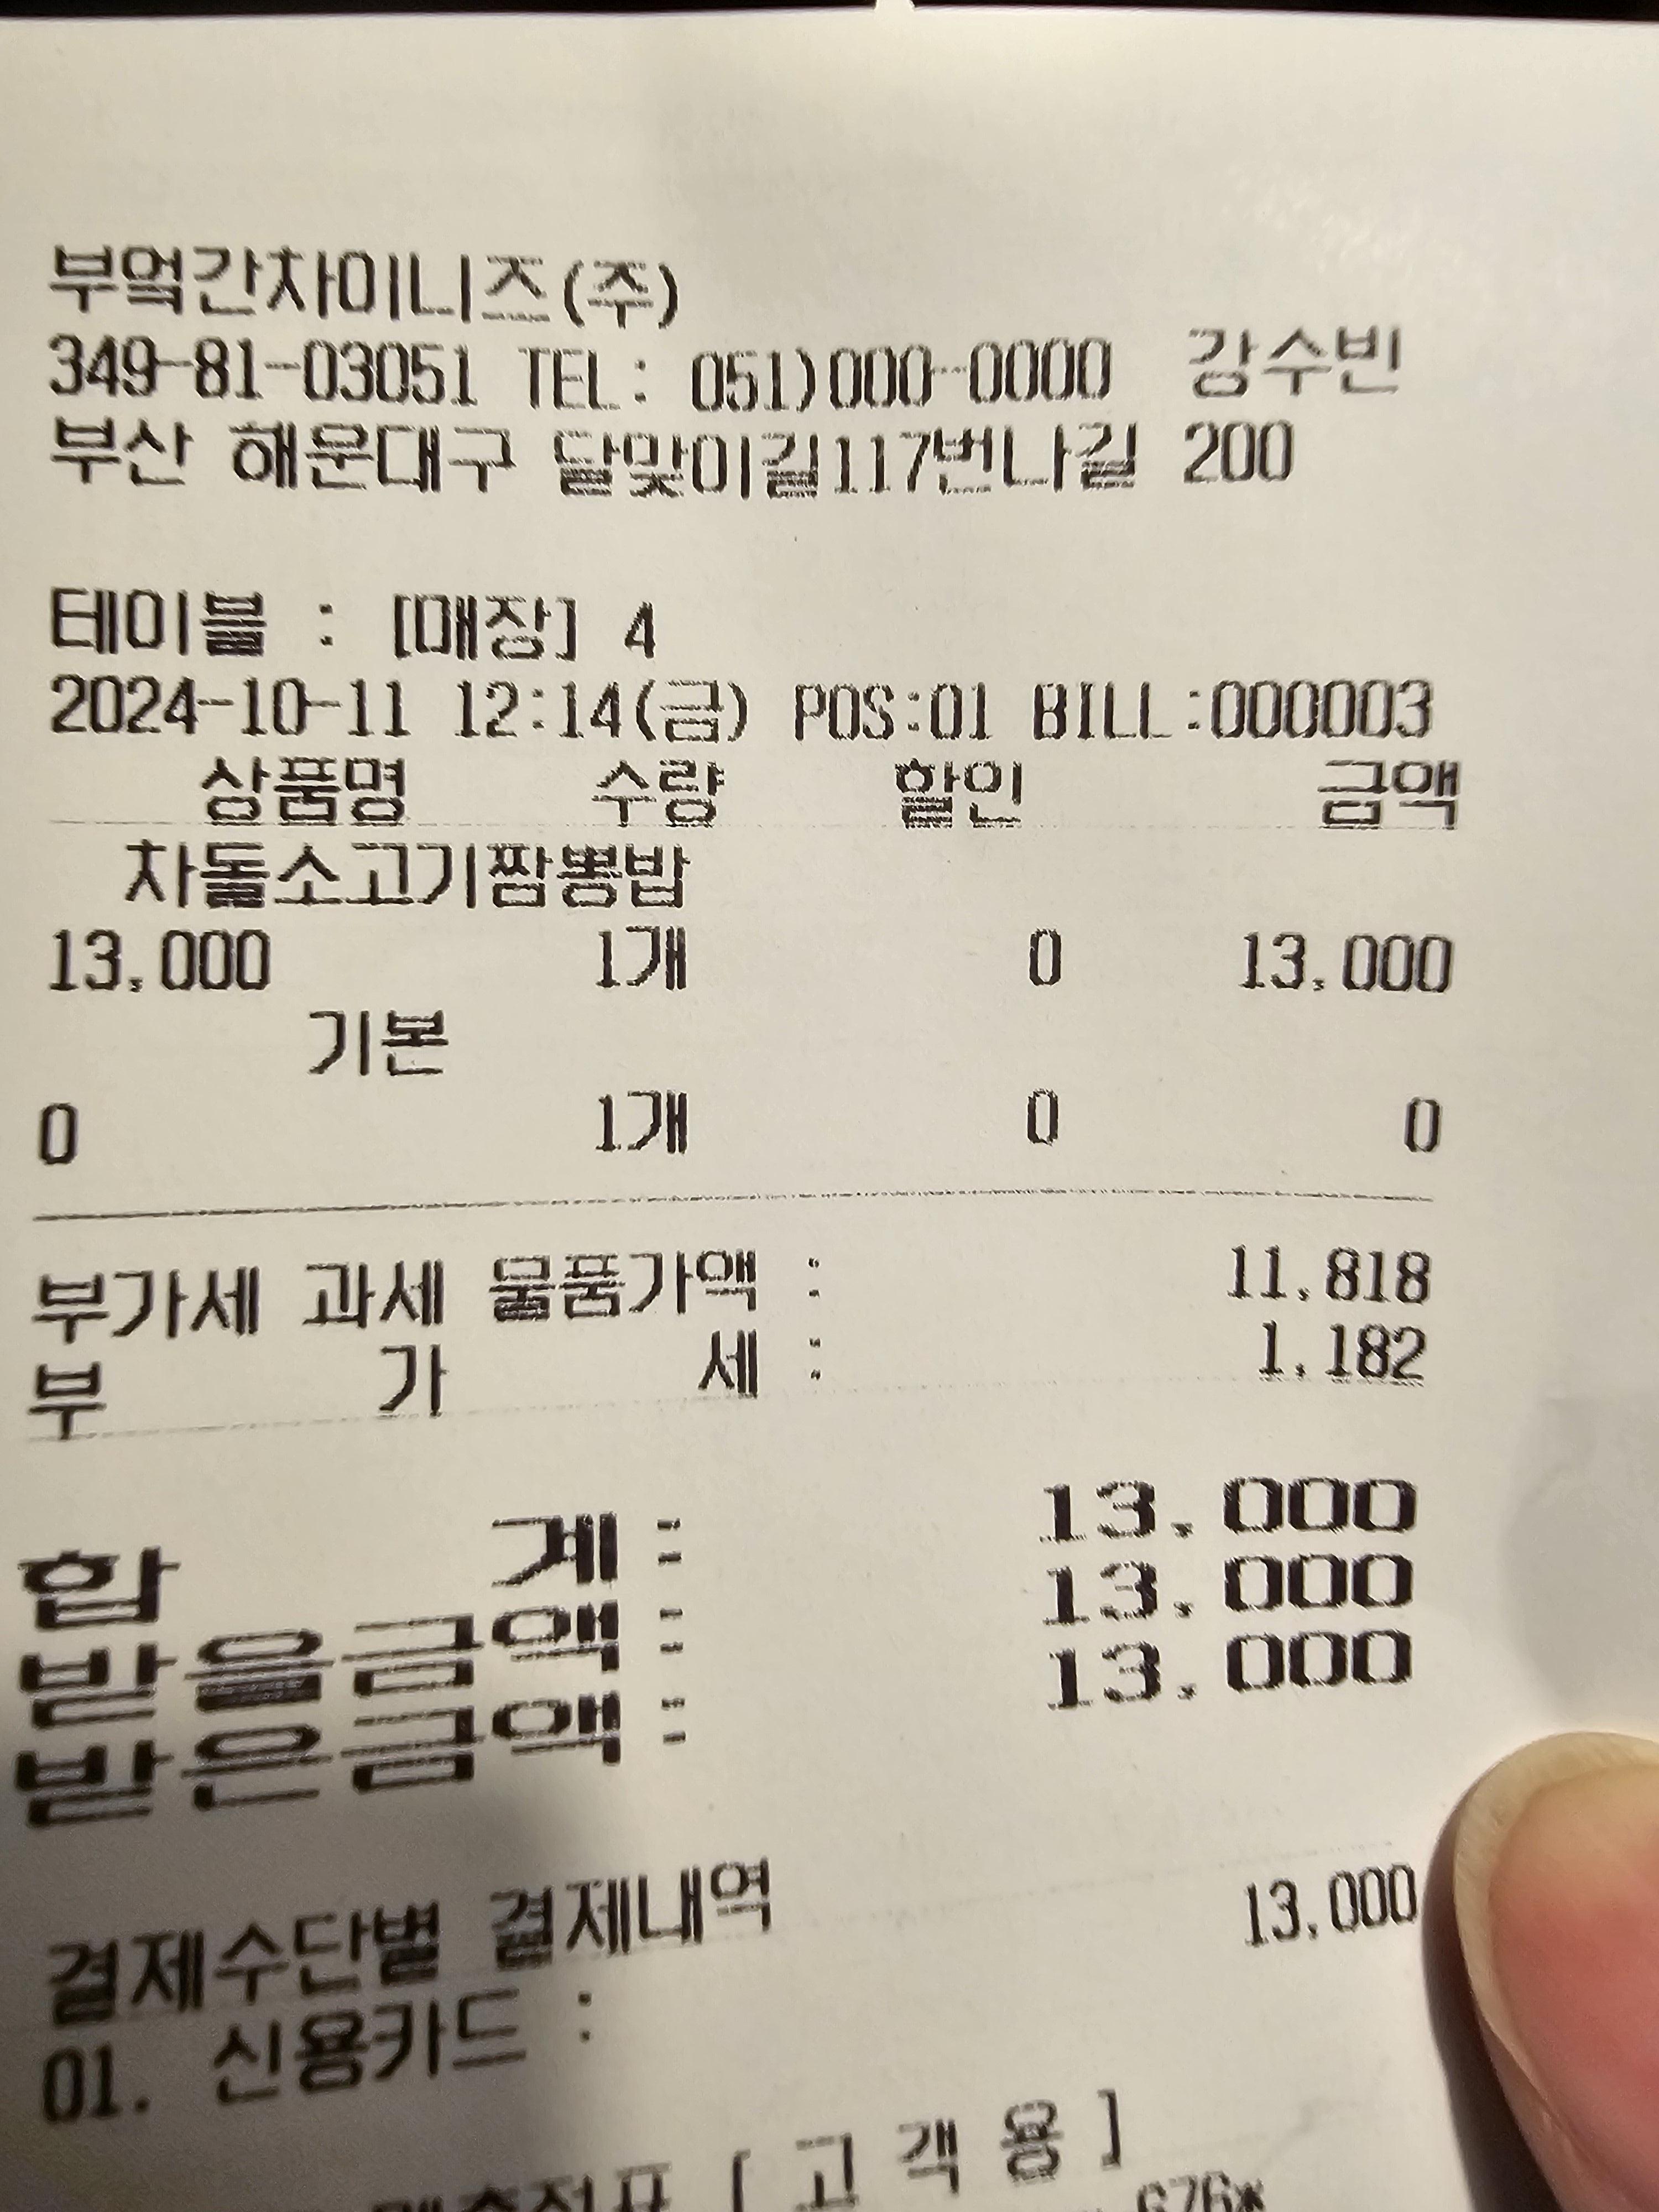 부엌간차이니즈(주)
349-81-03051 TEL: 051)000-0000 강수빈
부산 해운대구 달맞이길117번나길 200
테이블 : [매장] 4
2024-10-11 12:14(금) POS:01 BILL:000003
상품명 수량 할인 금액
차돌소고기짬뽕밥
13,000 1개 0 13,000
기본
0 1개 0 0
부가세 과세 물품가액 : 11,818
부 가 세 : 1,182
합 계 : 13,000
받을금액 : 13,000
받은금액 : 13,000
결제수단별 결제내역
01. 신용카드 : 13,000
[ 고 객 용 ]